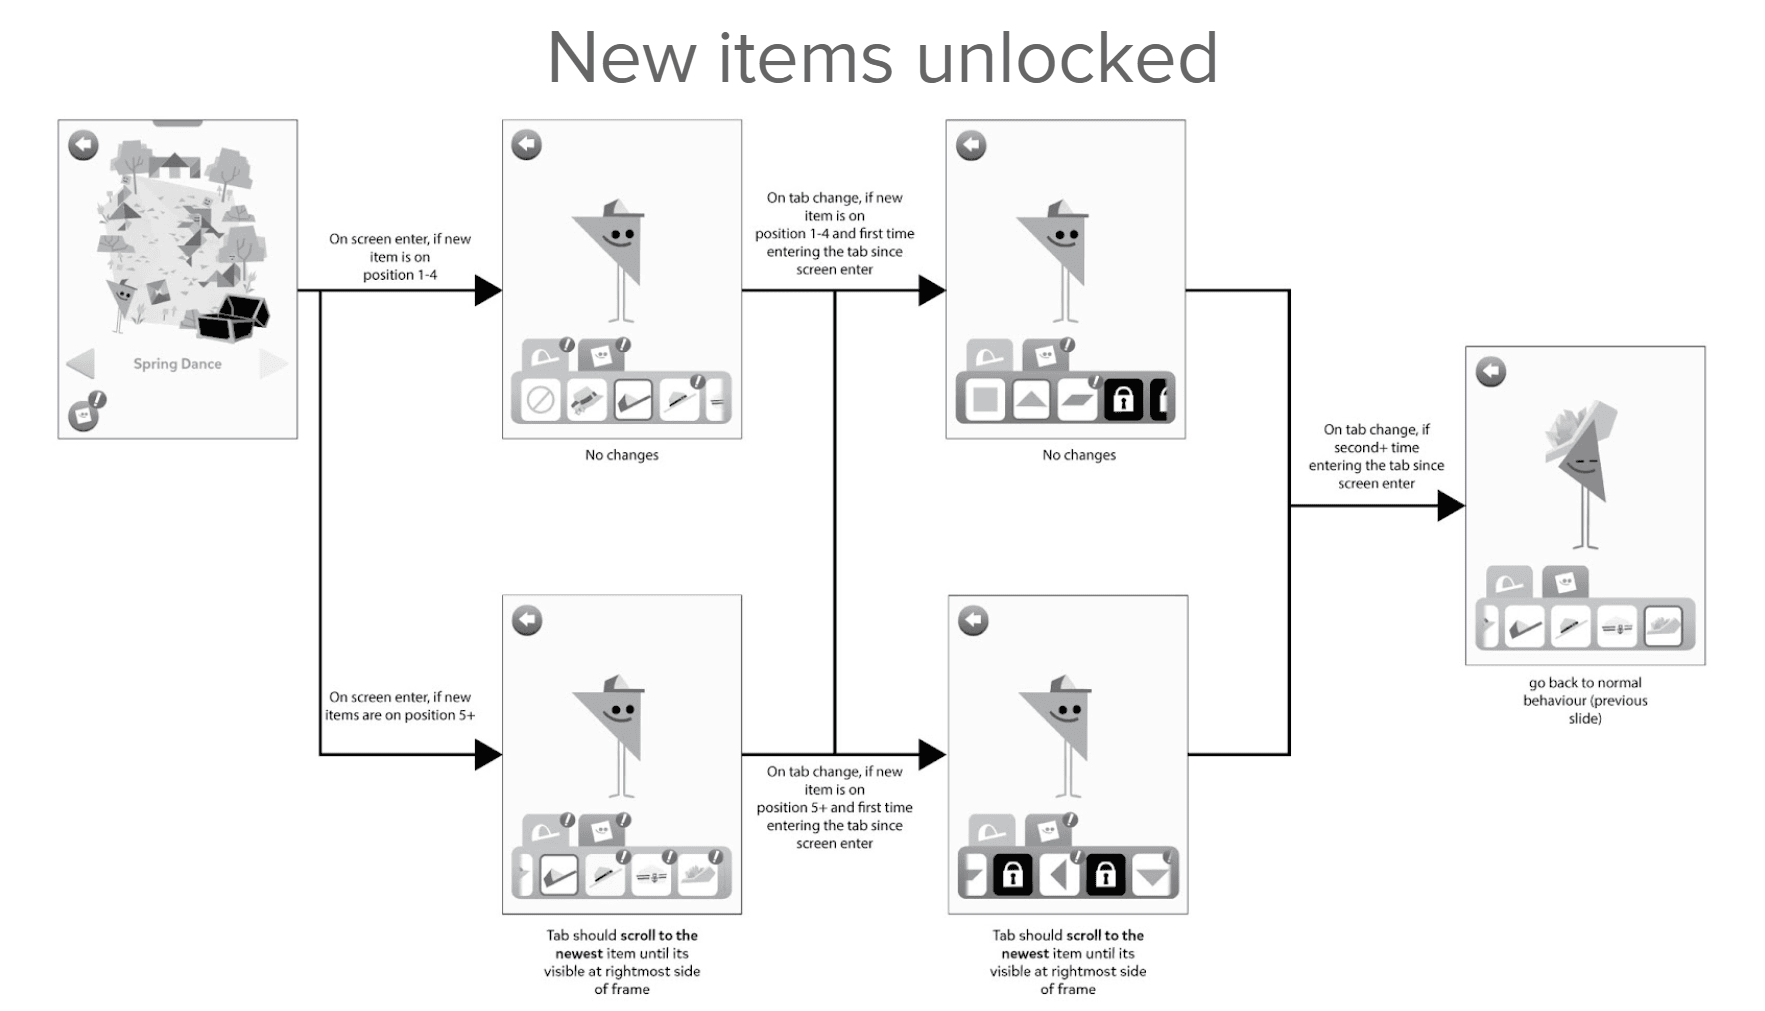 New items unlocked
Spring Dance
On screen enter, if new
item is on
position 1-4
No changes
On tab change, if new
item is on
position 1-4 and first time
entering the tab since
screen enter
No changes
On screen enter, if new
items are on position 5+
Tab should scroll to the
newest item until its
visible at rightmost side
of frame
On tab change, if new
item is on
position 5+ and first time
entering the tab since
screen enter
Tab should scroll to the
newest item until its
visible at rightmost side
of frame
On tab change, if
second+ time
entering the tab since
screen enter
go back to normal
behaviour (previous
slide)